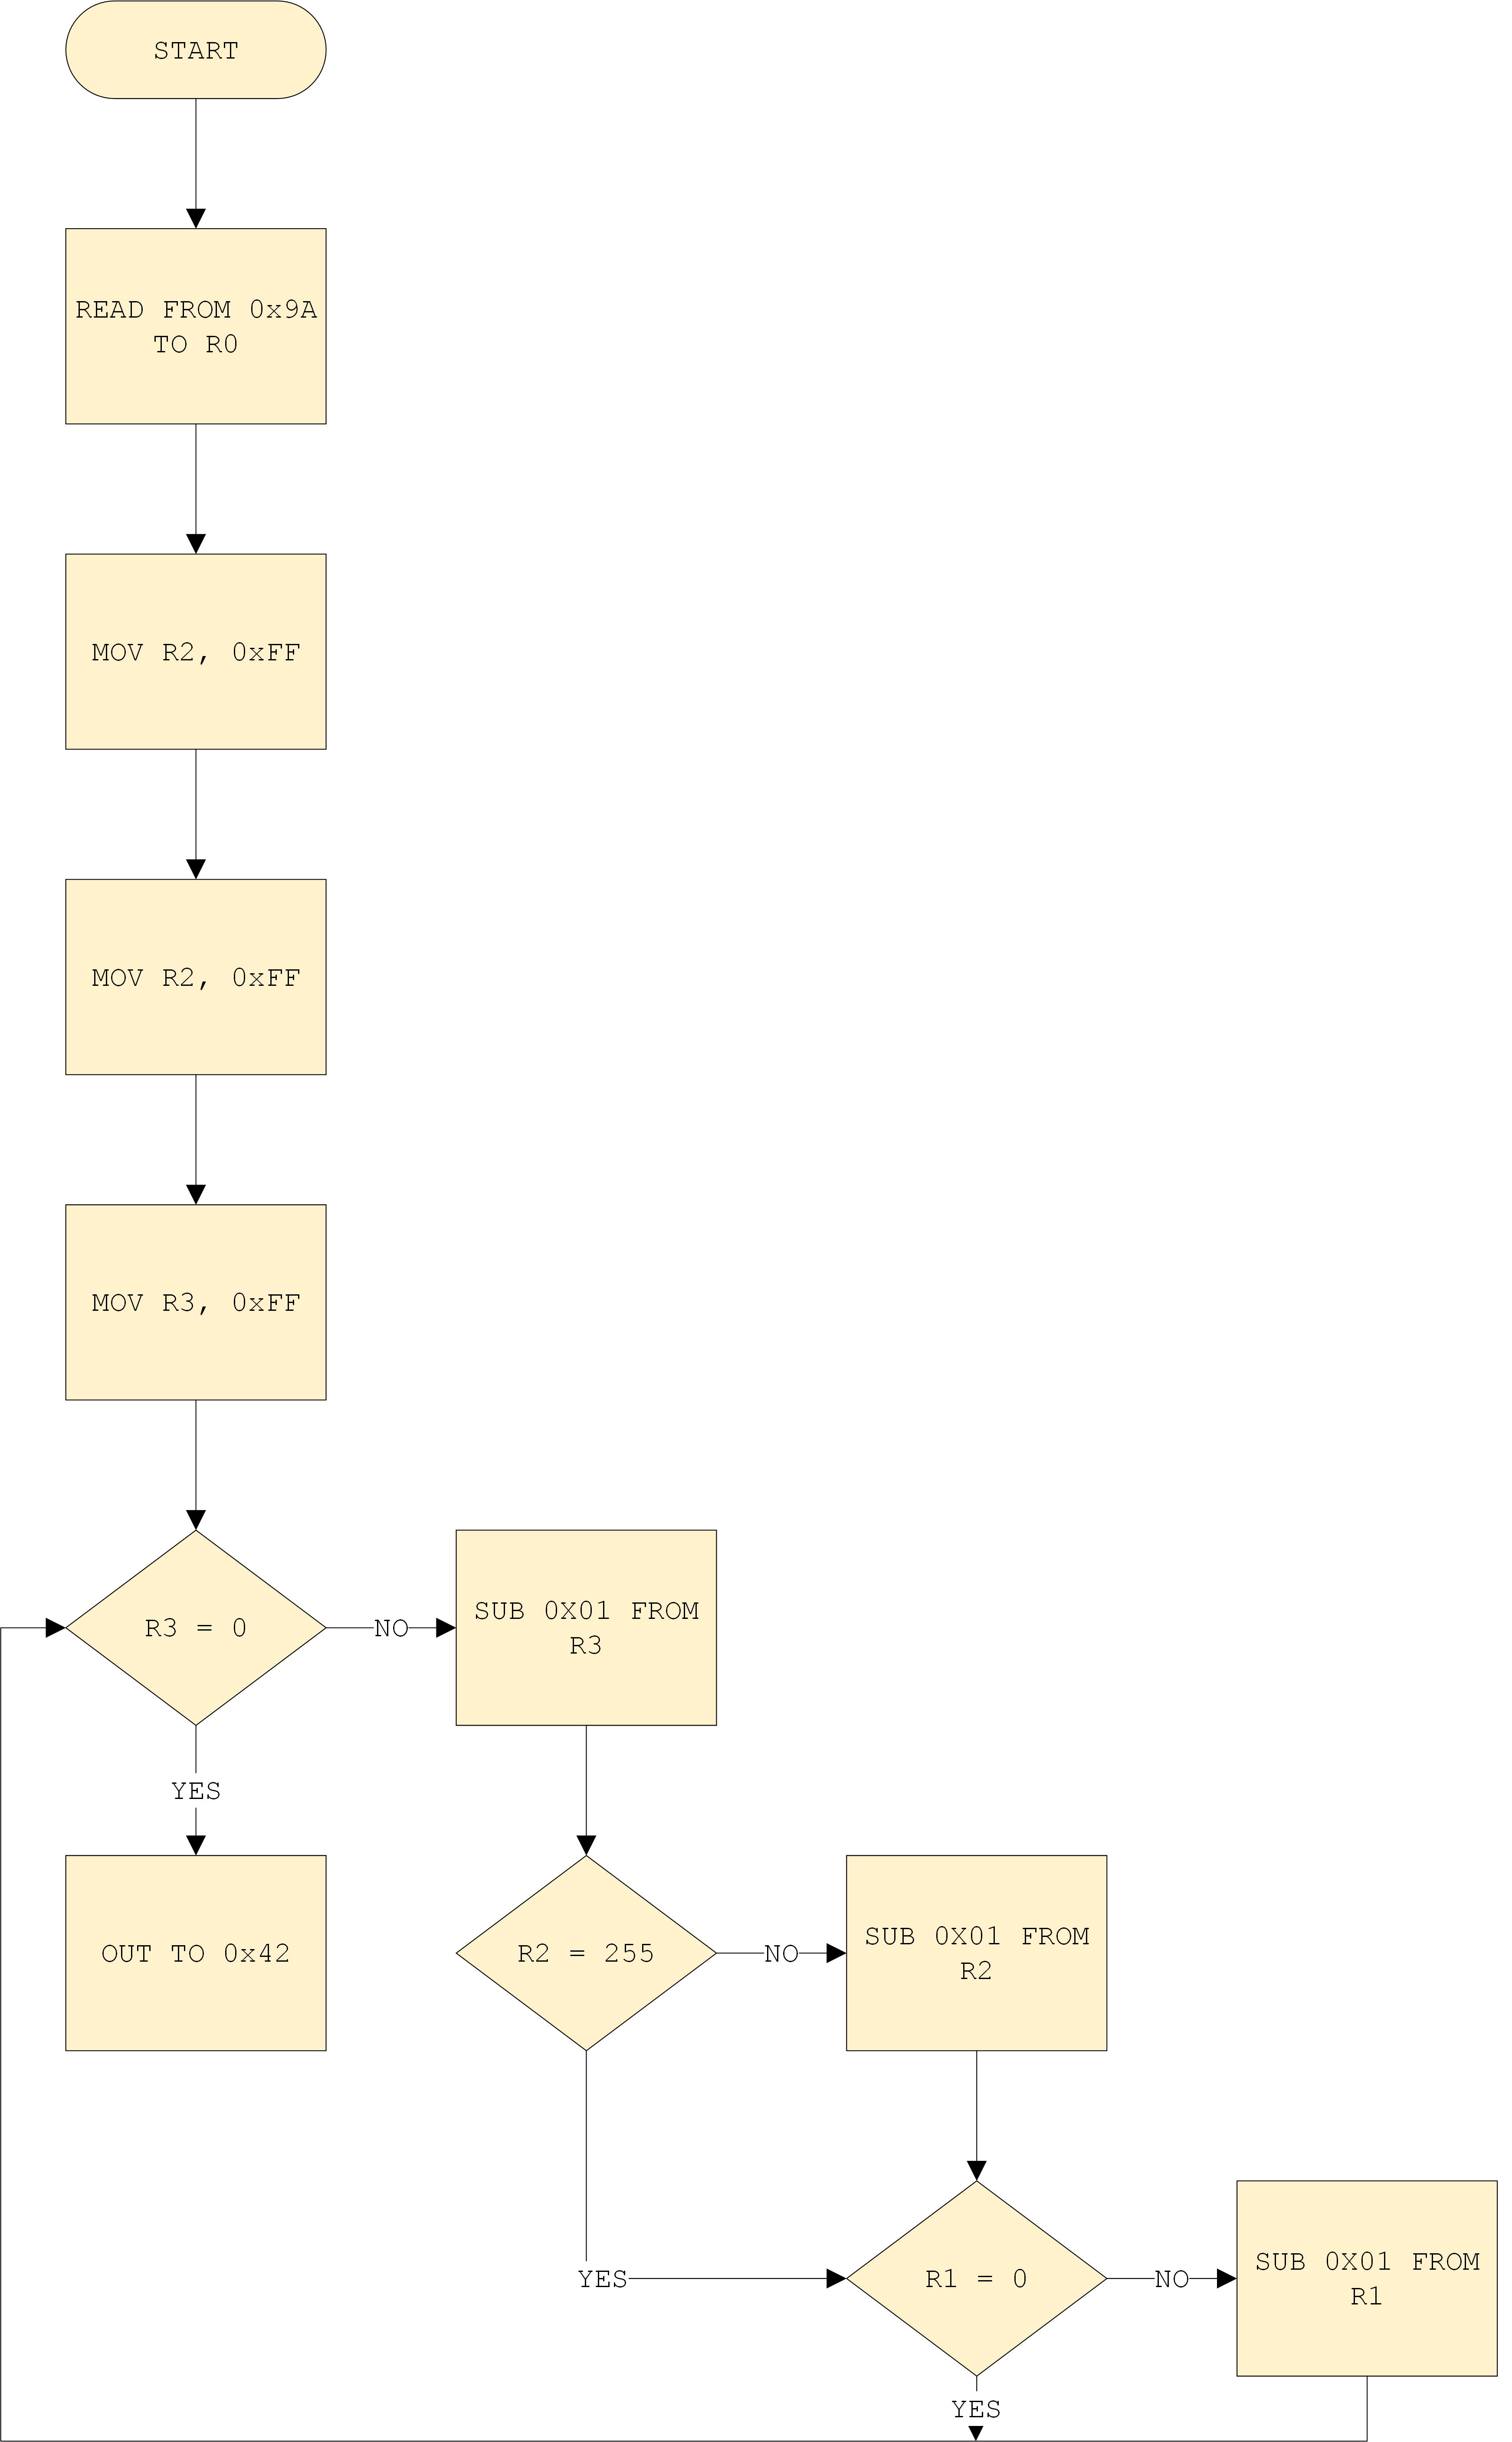 START
READ FROM 0x9A
TO R0
MOV R2, 0xFF
MOV R2, 0xFF
MOV R3, 0xFF
R3 = 0
NO
SUB 0X01 FROM
R3
YES
OUT TO 0x42
R2 = 255
NO
SUB 0X01 FROM
R2
YES
R1 = 0
NO
SUB 0X01 FROM
R1
YES